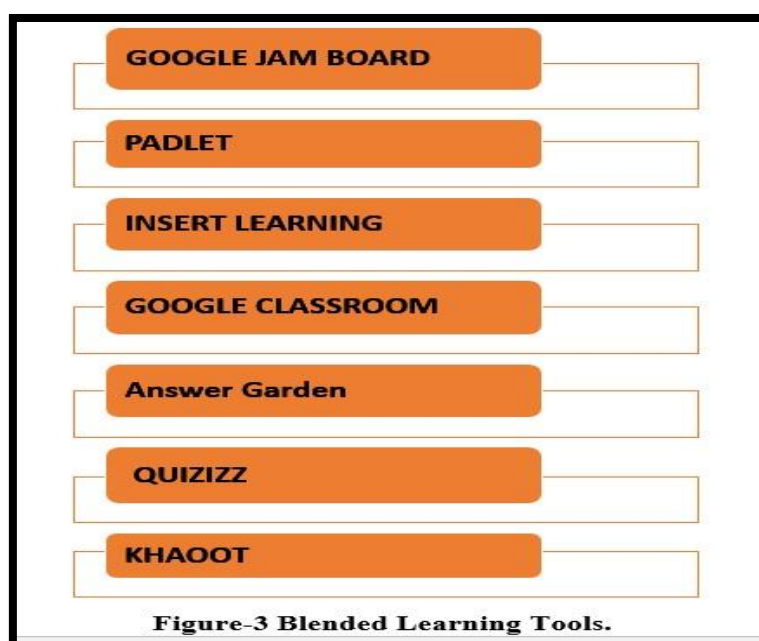 GOOGLE JAM BOARD
PADLET
INSERT LEARNING
GOOGLE CLASSROOM
Answer Garden
QUIZIZZ
KHAOOT
Figure-3 Blended Learning Tools.